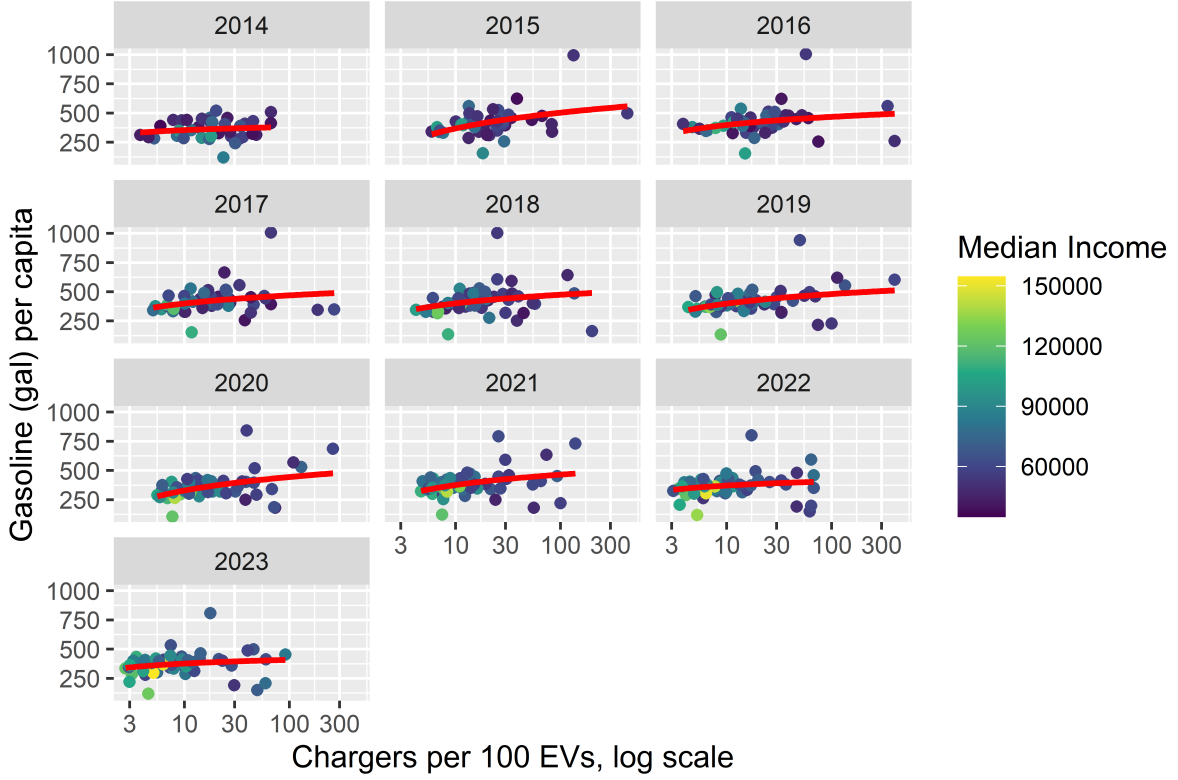 2014 2015 2016
1000
750
500
250
2017 2018 2019
1000
750
500
250
2020 2021 2022
1000
750
500
250
3 10 30 100 300 3 10 30 100 300
2023
1000
750
500
250
3 10 30 100 300
Chargers per 100 EVs, log scale
Gasoline (gal) per capita
Median Income
150000
120000
90000
60000